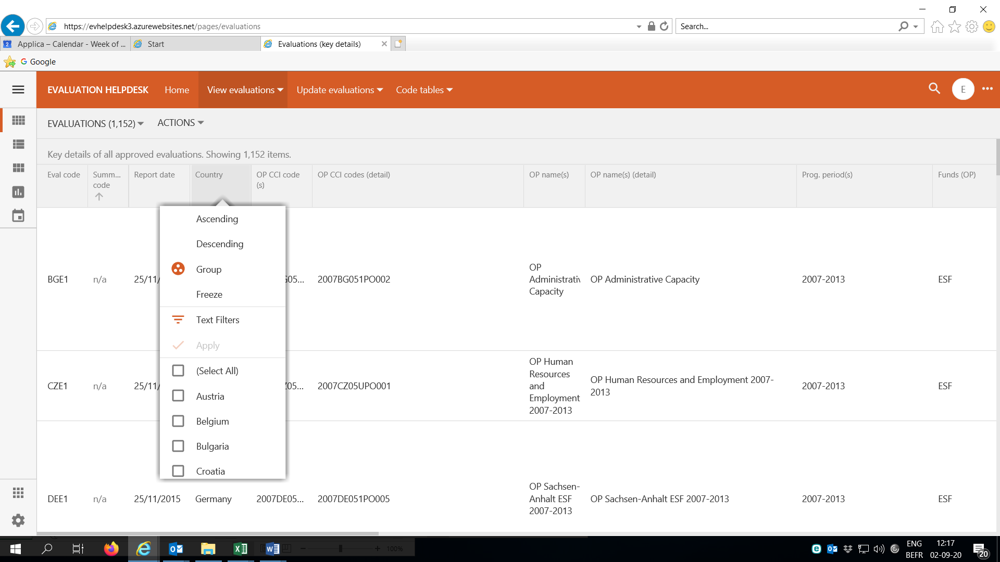 https://evhelpdesk3.azurewebsites.net/pages/evaluations
Search...
2 Applica – Calendar - Week of ...
Start
Evaluations (key details)
G Google
EVALUATION HELPDESK
Home
View evaluations
Update evaluations
Code tables
E
EVALUATIONS (1,152)
ACTIONS
Key details of all approved evaluations. Showing 1,152 items.
Eval code
Summ...
code
Report date
Country
OP CCI code
(s)
OP CCI codes (detail)
OP name(s)
OP name(s) (detail)
Prog. period(s)
Funds (OP)
Ascending
Descending
Group
Freeze
Text Filters
Apply
(Select All)
Austria
Belgium
Bulgaria
Croatia
BGE1
n/a
25/11/
05...
2007BG051PO002
OP
Administrativ
Capacity
OP Administrative Capacity
2007-2013
ESF
CZE1
n/a
25/11/
05...
2007CZ05UPO001
OP Human
Resources
and
Employment
2007-2013
OP Human Resources and Employment 2007-
2013
2007-2013
ESF
DEE1
n/a
25/11/2015
Germany
2007DE05...
2007DE051PO005
OP Sachsen-
Anhalt ESF
2007-2013
OP Sachsen-Anhalt ESF 2007-2013
2007-2013
ESF
100%
ENG
BEFR
12:17
02-09-20
20